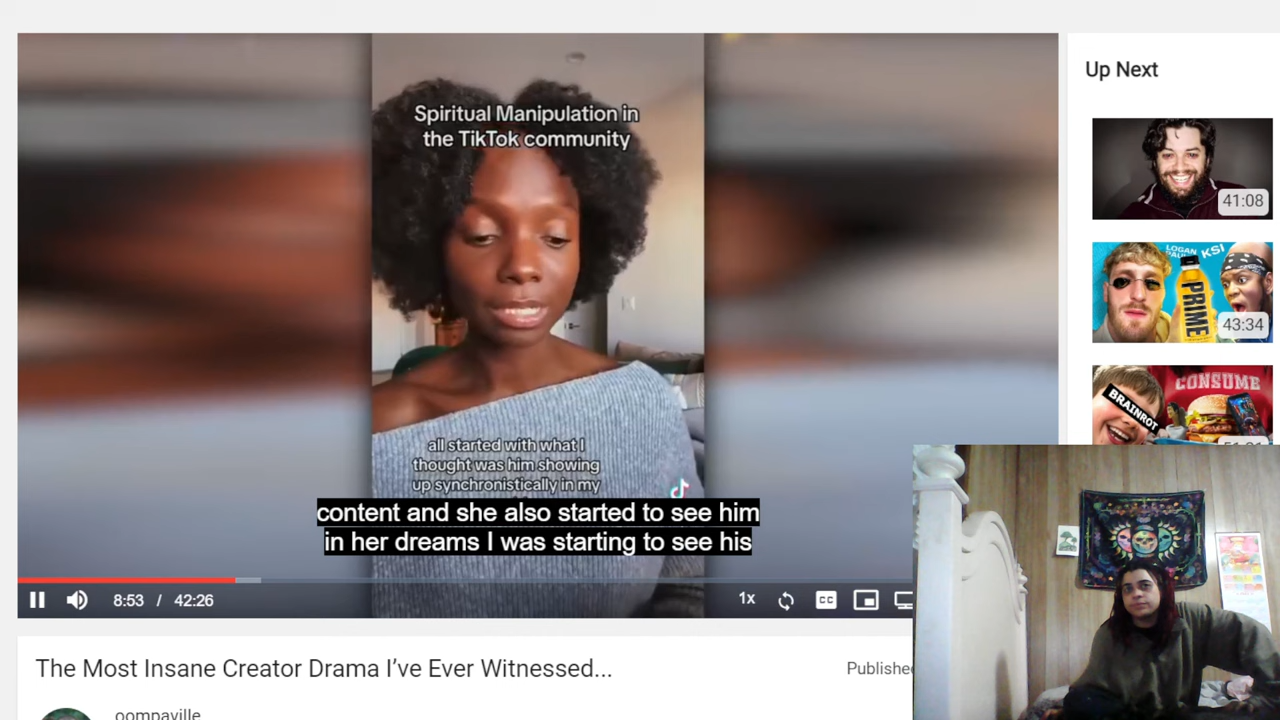 Spiritual Manipulation in
the TikTok community
all started with what I
thought was him showing
up synchronistically in my
content and she also started to see him
in her dreams I was starting to see his
8:53 / 42:26
1x
CC
The Most Insane Creator Drama I've Ever Witnessed...
Published
oompaville
Up Next
41:08
LOGAN
PAUL
KSI
PRIME
43:34
CONSUME
BRAINROT